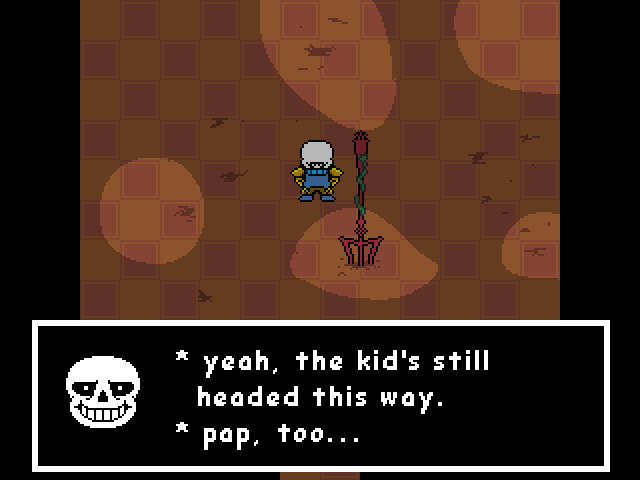 * yeah, the kid's still
headed this way.
* pap, too...